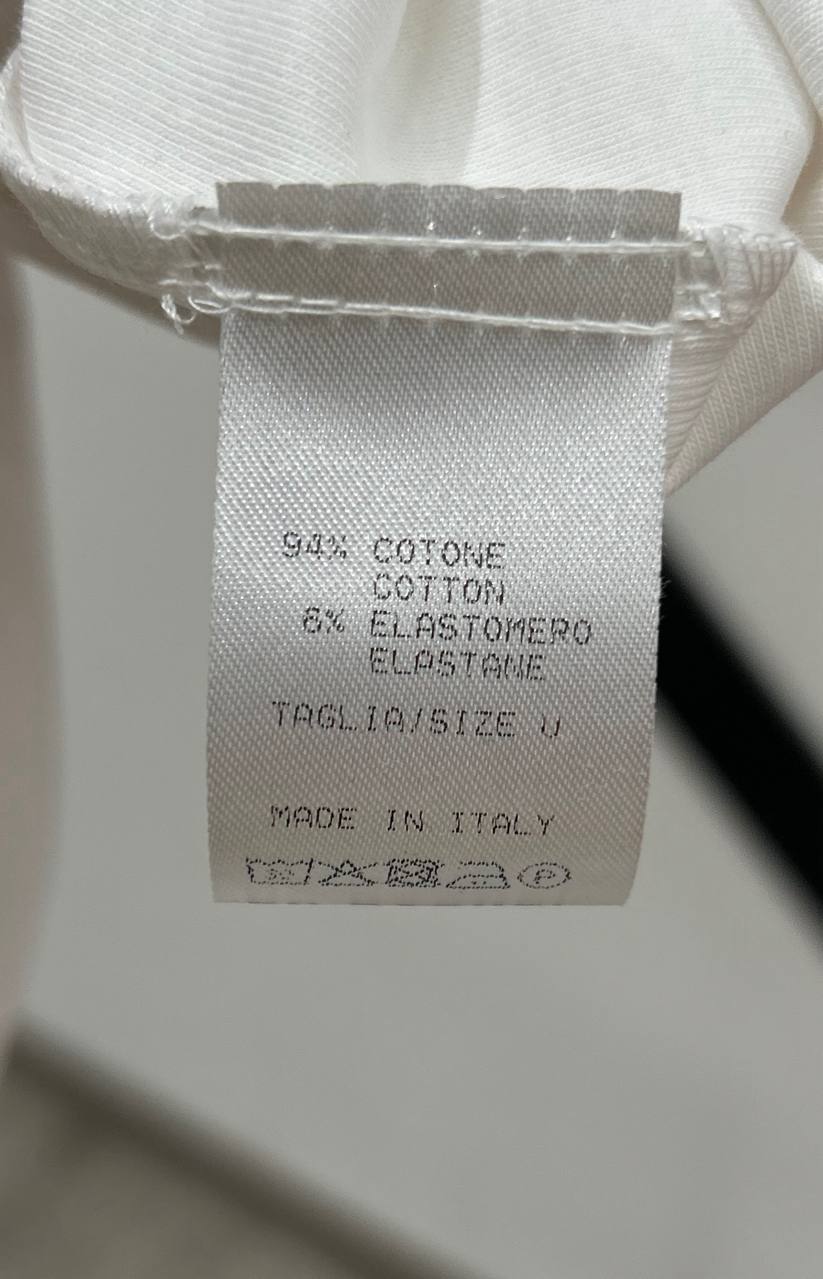 94% COTONE
COTTON
6% ELASTOMERO
ELASTANE
TAGLIA/SIZE U
MADE IN ITALY
P